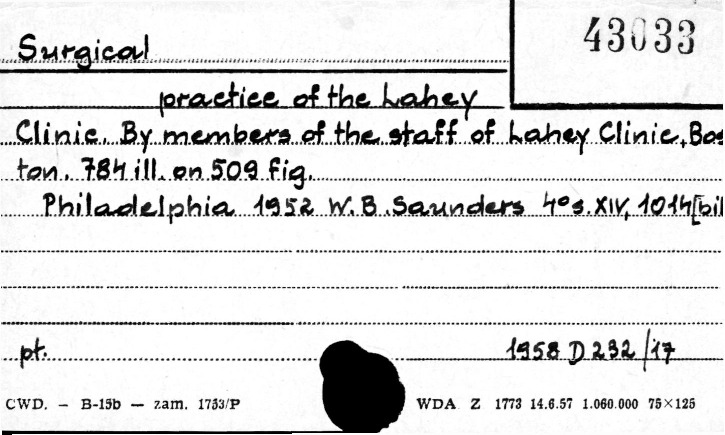 43033
Surgical
practice of the Lahey
Clinic. By members of the staff of Lahey Clinic, Bos
ton. 784 ill. on 509 fig.
Philadelphia 1952 W.B. Saunders 4° s. XIV, 1014 [bil
pt. 1958 D 232/17
CWD. — B-15b — zam. 1753/P WDA Z 1773 14.6.57 1.060.000 75×125